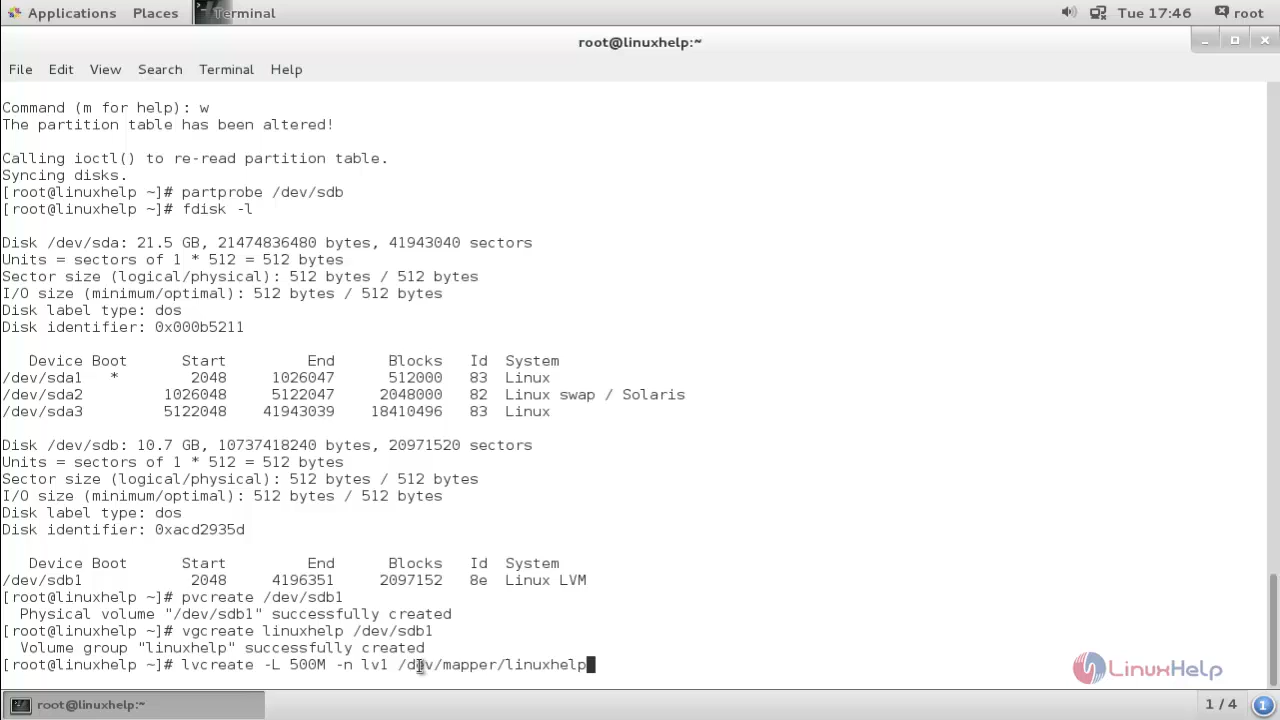 Applications Places Terminal Tue 17:46 root
root@linuxhelp:~
File Edit View Search Terminal Help
Command (m for help): w
The partition table has been altered!
Calling ioctl() to re-read partition table.
Syncing disks.
[root@linuxhelp ~]# partprobe /dev/sdb
[root@linuxhelp ~]# fdisk -l
Disk /dev/sda: 21.5 GB, 21474836480 bytes, 41943040 sectors
Units = sectors of 1 * 512 = 512 bytes
Sector size (logical/physical): 512 bytes / 512 bytes
I/O size (minimum/optimal): 512 bytes / 512 bytes
Disk label type: dos
Disk identifier: 0x000b5211
Device Boot Start End Blocks Id System
/dev/sda1 * 2048 1026047 512000 83 Linux
/dev/sda2 1026048 5122047 2048000 82 Linux swap / Solaris
/dev/sda3 5122048 41943039 18410496 83 Linux
Disk /dev/sdb: 10.7 GB, 10737418240 bytes, 20971520 sectors
Units = sectors of 1 * 512 = 512 bytes
Sector size (logical/physical): 512 bytes / 512 bytes
I/O size (minimum/optimal): 512 bytes / 512 bytes
Disk label type: dos
Disk identifier: 0xacd2935d
Device Boot Start End Blocks Id System
/dev/sdb1 2048 4196351 2097152 8e Linux LVM
[root@linuxhelp ~]# pvcreate /dev/sdb1
Physical volume "/dev/sdb1" successfully created
[root@linuxhelp ~]# vgcreate linuxhelp /dev/sdb1
Volume group "linuxhelp" successfully created
[root@linuxhelp ~]# lvcreate -L 500M -n lv1 /dev/mapper/linuxhelp
LinuxHelp
root@linuxhelp:~ 1 / 4 1